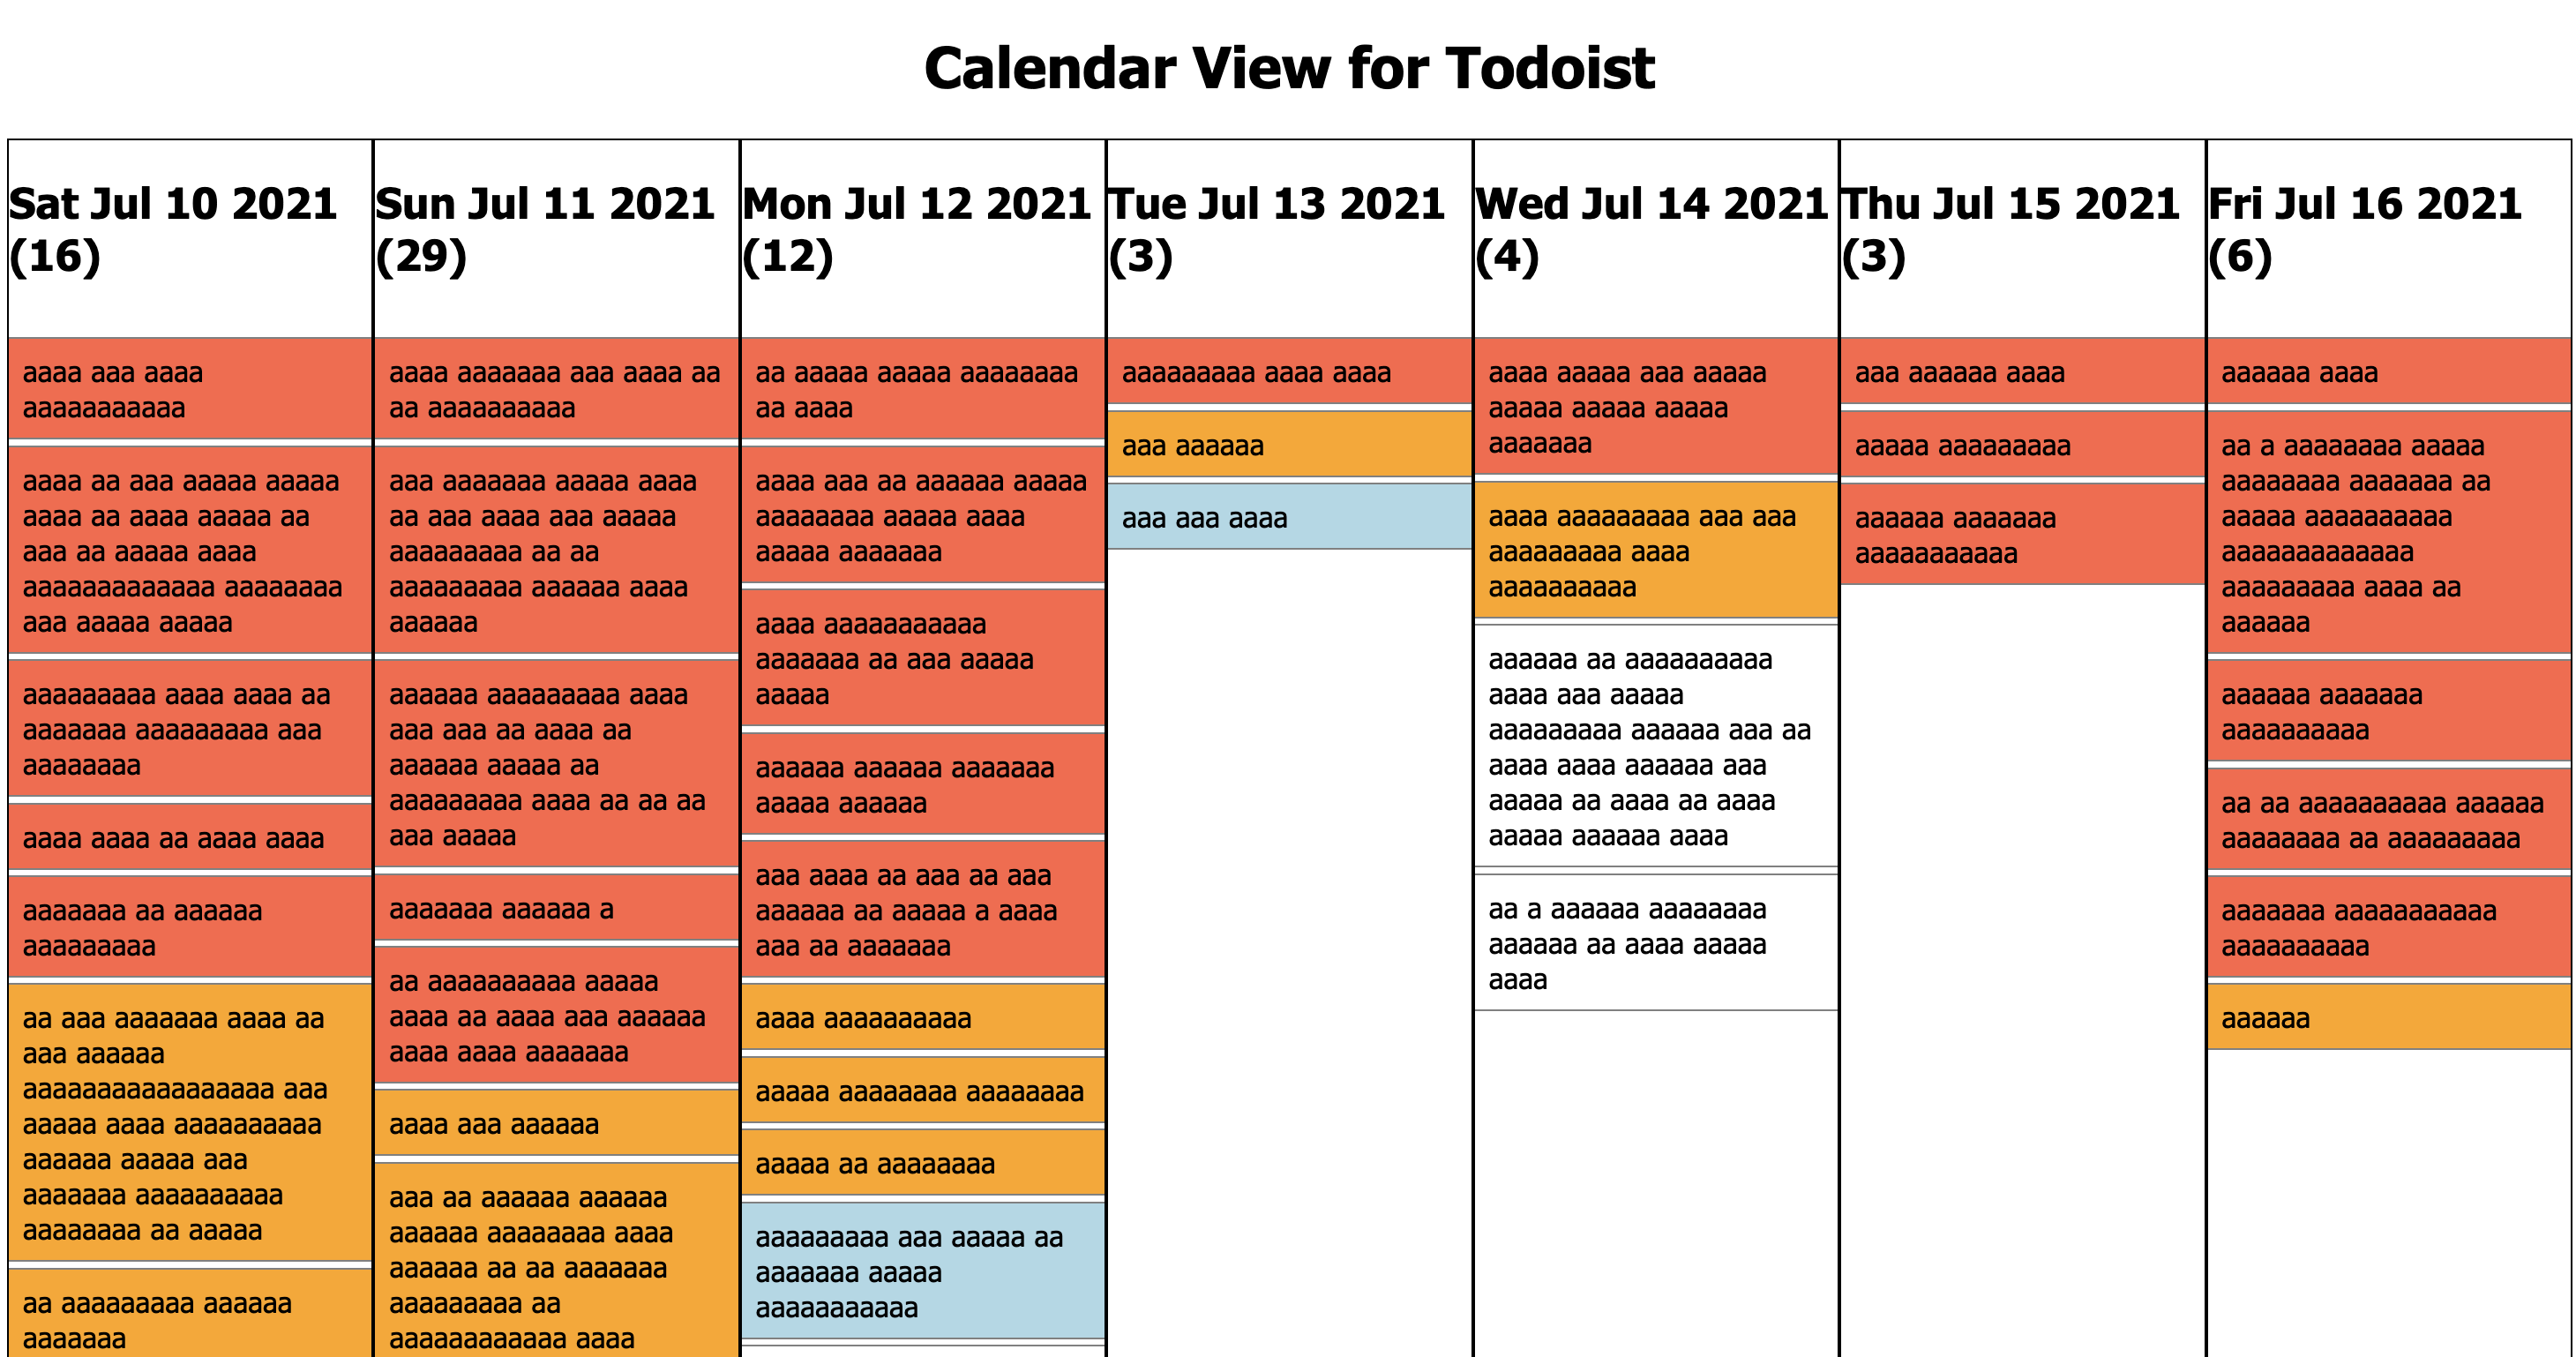 Calendar View for Todoist
Sat Jul 10 2021
(16)
aaaa aaa aaaa
aaaaaaaaaaa
aaaa aa aaa aaaaa aaaaa
aaaa aa aaaa aaaaa aa
aaa aa aaaaa aaaa
aaaaaaaaaaaaa aaaaaaaa
aaa aaaaa aaaaa
aaaaaaaaa aaaa aaaa aa
aaaaaaa aaaaaaaaa aaa
aaaaaaaa
aaaa aaaa aa aaaa aaaa
aaaaaaa aa aaaaaa
aaaaaaaaa
aa aaa aaaaaaa aaaa aa
aaa aaaaaa
aaaaaaaaaaaaaaaaa aaa
aaaaa aaaa aaaaaaaaaa
aaaaaa aaaaa aaa
aaaaaaa aaaaaaaaaa
aaaaaaaa aa aaaaa
aa aaaaaaaaa aaaaaa
aaaaaaa
Sun Jul 11 2021
(29)
aaaa aaaaaaa aaa aaaa aa
aa aaaaaaaaaa
aaa aaaaaaa aaaaa aaaa
aa aaa aaaa aaa aaaaa
aaaaaaaaa aa aa
aaaaaaaaa aaaaaa aaaa
aaaaaa
aaaaaa aaaaaaaaa aaaa
aaa aaa aa aaaa aa
aaaaaa aaaaa aa
aaaaaaaaa aaaa aa aa aa
aaa aaaaa
aaaaaaa aaaaaa a
aa aaaaaaaaaa aaaaa
aaaa aa aaaa aaa aaaaaa
aaaa aaaa aaaaaaa
aaaa aaa aaaaaa
aaa aa aaaaaa aaaaaa
aaaaaa aaaaaaaa aaaa
aaaaaa aa aa aaaaaaa
aaaaaaaaa aa
aaaaaaaaaaaa aaaa
Mon Jul 12 2021
(12)
aa aaaaa aaaaa aaaaaaaa
aa aaaa
aaaa aaa aa aaaaaa aaaaa
aaaaaaaa aaaaa aaaa
aaaaa aaaaaaa
aaaa aaaaaaaaaaa
aaaaaaa aa aaa aaaaa
aaaaa
aaaaaa aaaaaa aaaaaaa
aaaaa aaaaaa
aaa aaaa aa aaa aa aaa
aaaaaa aa aaaaa a aaaa
aaa aa aaaaaaa
aaaa aaaaaaaaaa
aaaaa aaaaaaaa aaaaaaaa
aaaaa aa aaaaaaaa
aaaaaaaaa aaa aaaaa aa
aaaaaaa aaaaa
aaaaaaaaaaa
Tue Jul 13 2021
(3)
aaaaaaaaa aaaa aaaa
aaa aaaaaa
aaa aaa aaaa
Wed Jul 14 2021
(4)
aaaa aaaaa aaa aaaaa
aaaaa aaaaa aaaaa
aaaaaaa
aaaa aaaaaaaaa aaa aaa
aaaaaaaaa aaaa
aaaaaaaaaa
aaaaaa aa aaaaaaaaaa
aaaa aaa aaaaa
aaaaaaaaa aaaaaa aaa aa
aaaa aaaa aaaaaa aaa
aaaaa aa aaaa aa aaaa
aaaaa aaaaaa aaaa
aa a aaaaaa aaaaaaaa
aaaaaa aa aaaa aaaaa
aaaa
Thu Jul 15 2021
(3)
aaa aaaaaa aaaa
aaaaa aaaaaaaaa
aaaaaa aaaaaaa
aaaaaaaaaaa
Fri Jul 16 2021
(6)
aaaaaa aaaa
aa a aaaaaaaa aaaaa
aaaaaaaa aaaaaaa aa
aaaaa aaaaaaaaaa
aaaaaaaaaaaaa
aaaaaaaaa aaaa aa
aaaaaa
aaaaaa aaaaaaa
aaaaaaaaaa
aa aa aaaaaaaaaa aaaaaa
aaaaaaaa aa aaaaaaaaa
aaaaaaa aaaaaaaaaaa
aaaaaaaaaa
aaaaaa